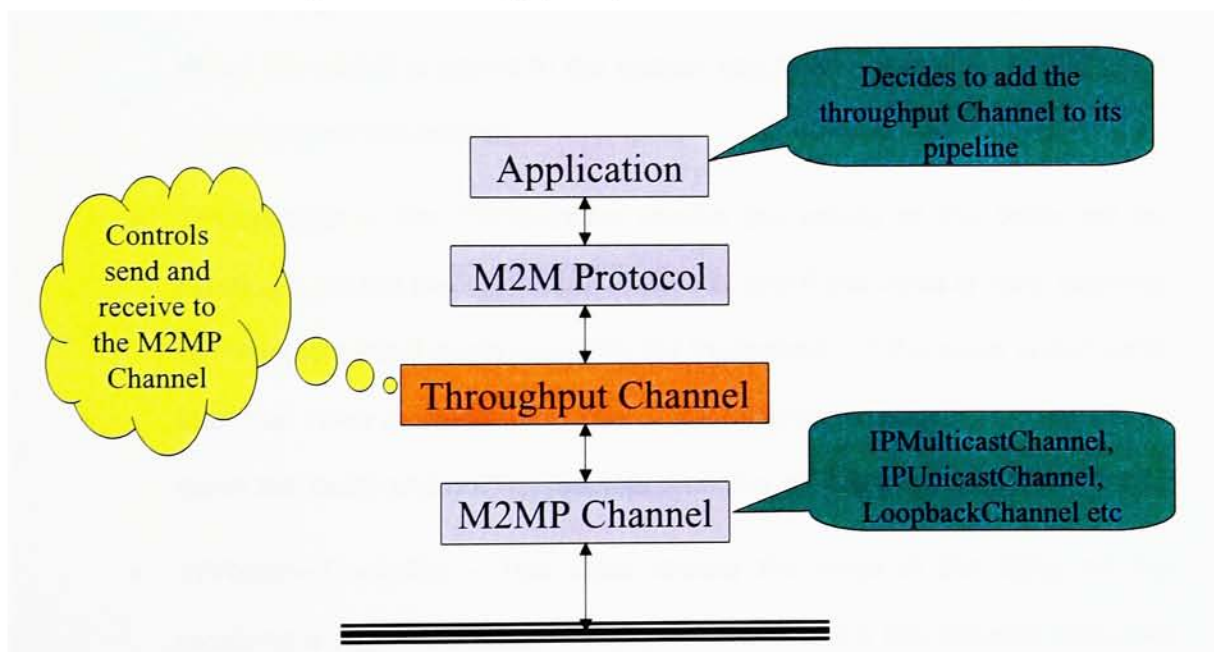 Decides to add the
throughput Channel to its
pipeline
Application
Controls
send and
receive to
the M2MP
Channel
M2M Protocol
Throughput Channel
IPMulticastChannel,
IPUnicastChannel,
LoopbackChannel etc
M2MP Channel